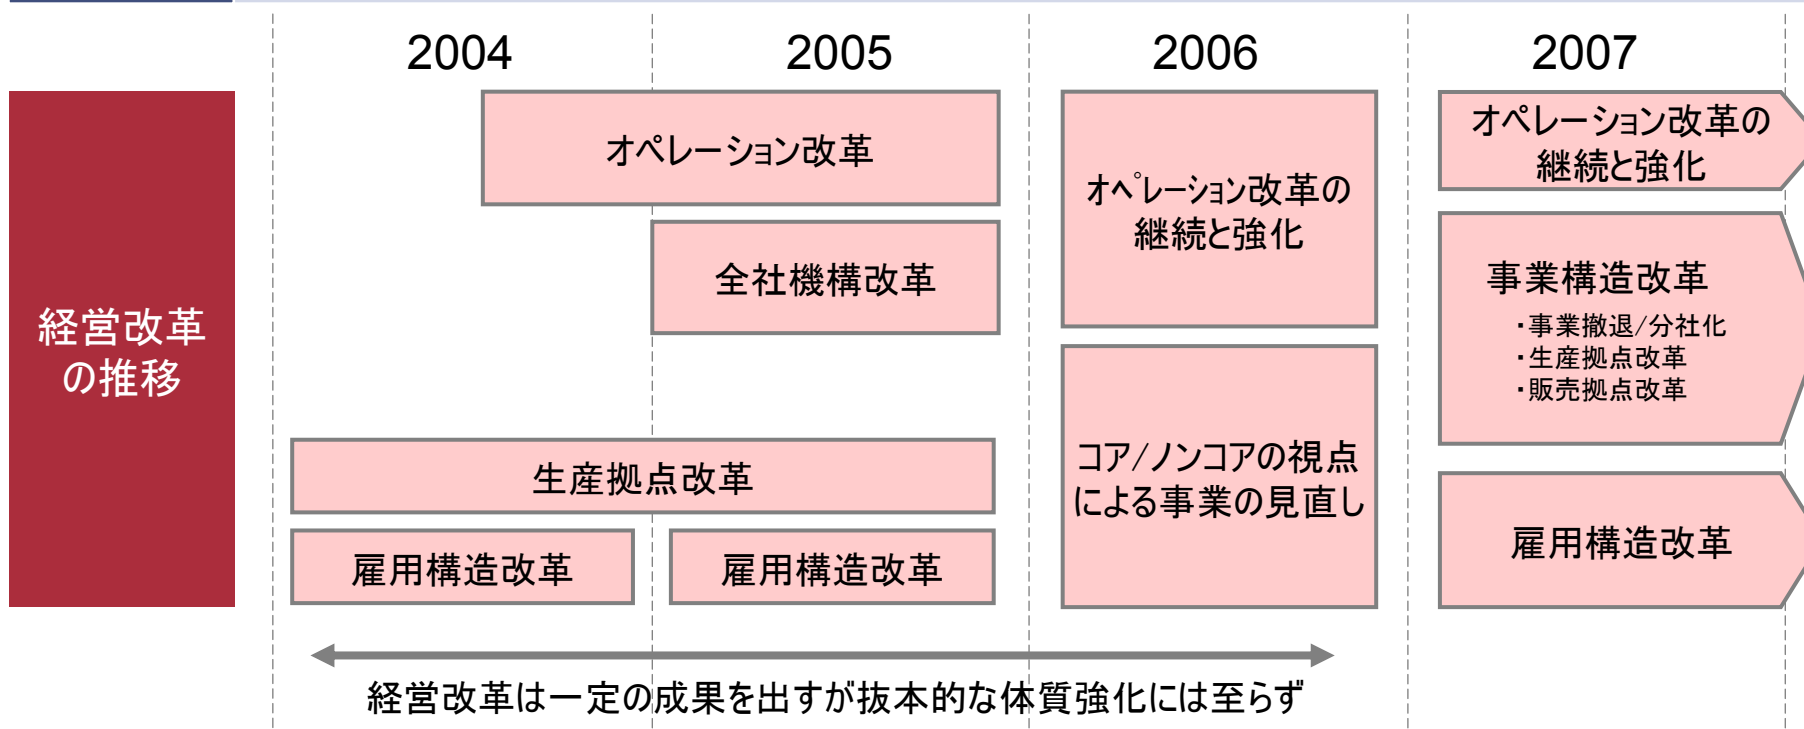 2004
2005
2006
2007
経営改革
の推移
オペレーション改革
全社機構改革
生産拠点改革
雇用構造改革
雇用構造改革
オペレーション改革の
継続と強化
コア/ノンコアの視点
による事業の見直し
オペレーション改革の
継続と強化
事業構造改革
・事業撤退/分社化
・生産拠点改革
・販売拠点改革
雇用構造改革
経営改革は一定の成果を出すが抜本的な体質強化には至らず